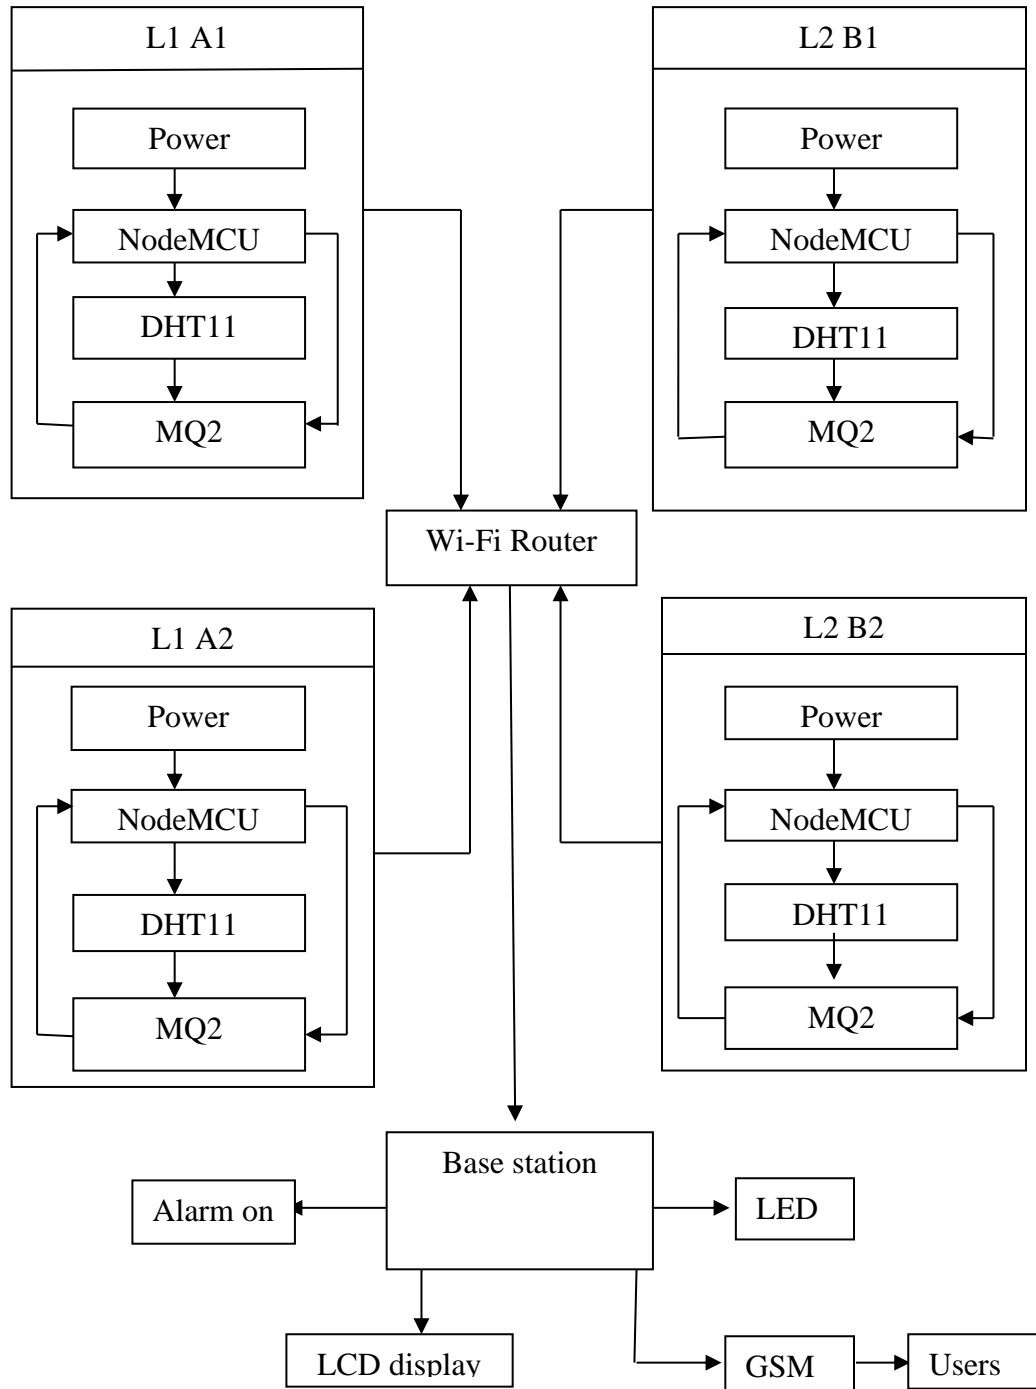 L1 A1
Power
NodeMCU
DHT11
MQ2
L2 B1
Power
NodeMCU
DHT11
MQ2
Wi-Fi Router
L1 A2
Power
NodeMCU
DHT11
MQ2
L2 B2
Power
NodeMCU
DHT11
MQ2
Base station
Alarm on
LED
LCD display
GSM
Users